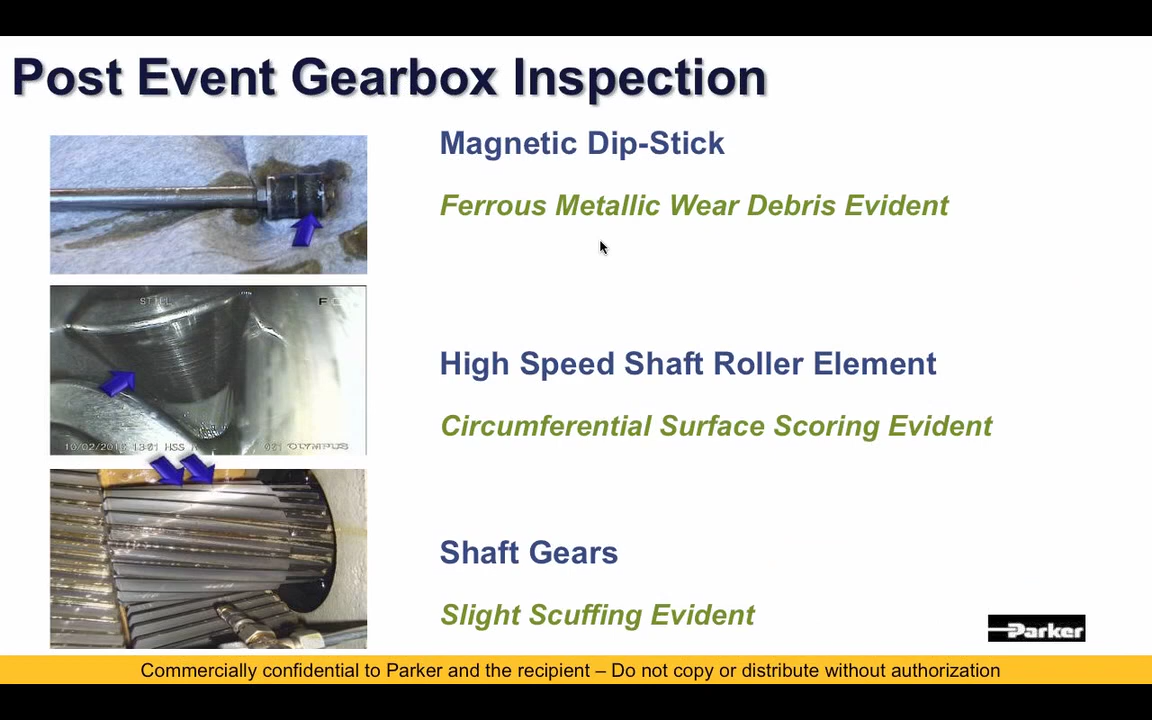 Post Event Gearbox Inspection
Magnetic Dip-Stick
Ferrous Metallic Wear Debris Evident
High Speed Shaft Roller Element
Circumferential Surface Scoring Evident
HSS
OLYMPUS
Shaft Gears
Slight Scuffing Evident
Parker
Commercially confidential to Parker and the recipient – Do not copy or distribute without authorization